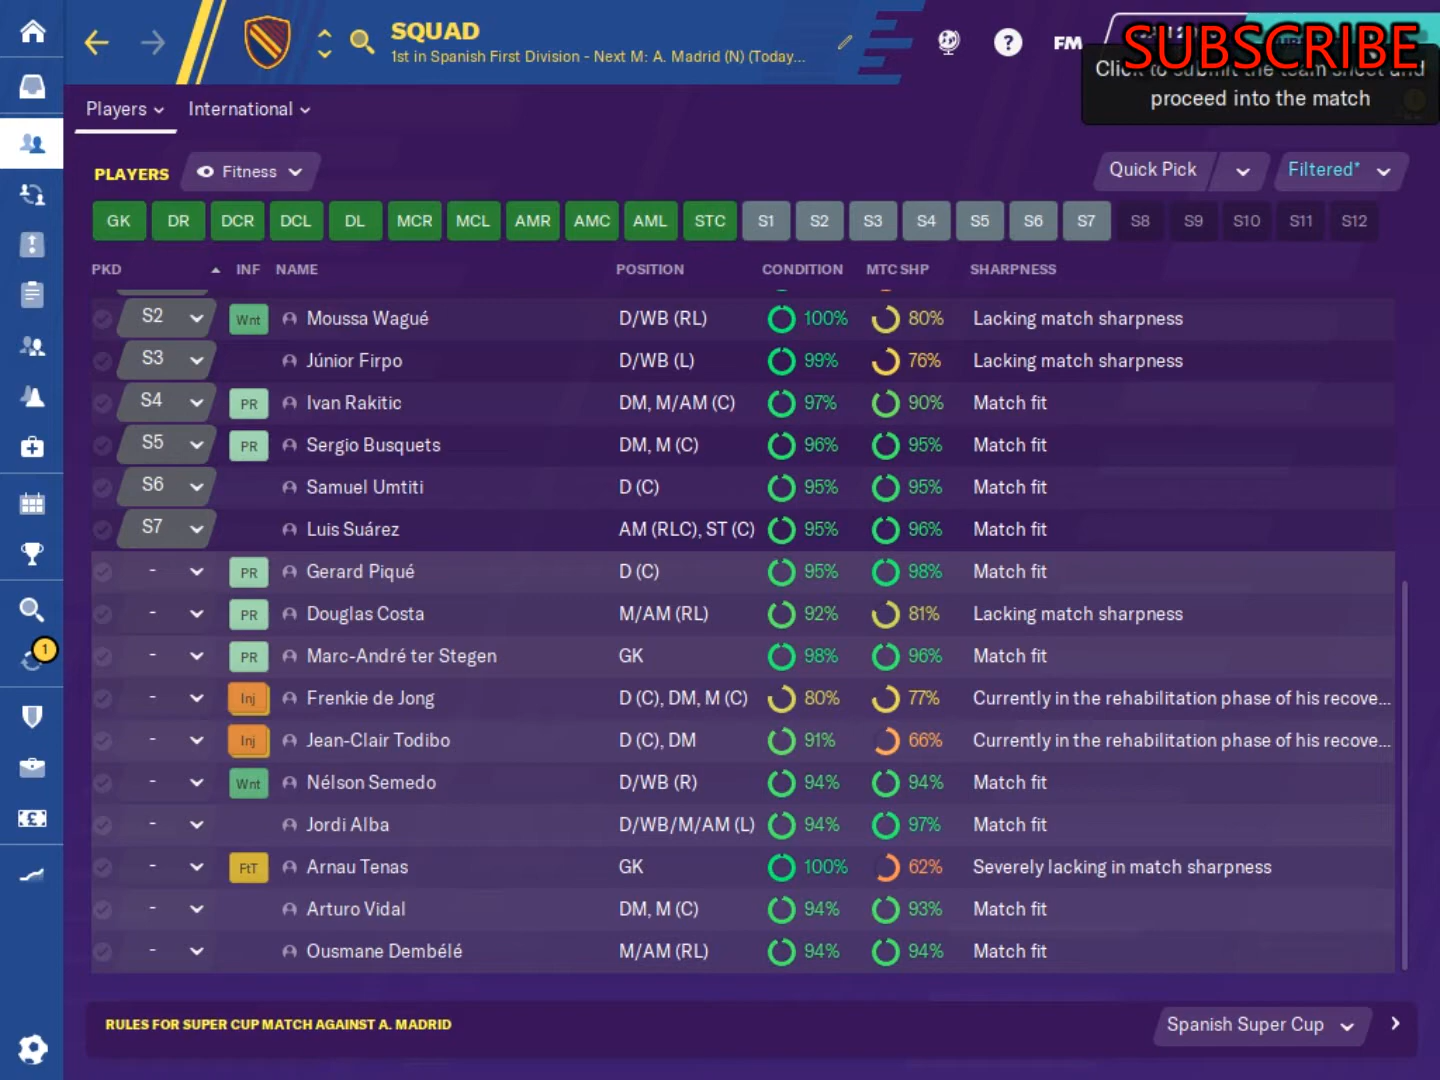 SQUAD
1st in Spanish First Division - Next M: A. Madrid (N) (Today...
FM
SUBSCRIBE
Click to submit the team sheet and
proceed into the match
Players International
PLAYERS Fitness Quick Pick Filtered*
GK DR DCR DCL DL MCR MCL AMR AMC AML STC S1 S2 S3 S4 S5 S6 S7 S8 S9 S10 S11 S12
PKD INF NAME POSITION CONDITION MTC SHP SHARPNESS
S2 Wnt Moussa Wagué D/WB (RL) 100% 80% Lacking match sharpness
S3 Júnior Firpo D/WB (L) 99% 76% Lacking match sharpness
S4 PR Ivan Rakitic DM, M/AM (C) 97% 90% Match fit
S5 PR Sergio Busquets DM, M (C) 96% 95% Match fit
S6 Samuel Umtiti D (C) 95% 95% Match fit
S7 Luis Suárez AM (RLC), ST (C) 95% 96% Match fit
- PR Gerard Piqué D (C) 95% 98% Match fit
- PR Douglas Costa M/AM (RL) 92% 81% Lacking match sharpness
- PR Marc-André ter Stegen GK 98% 96% Match fit
- Inj Frenkie de Jong D (C), DM, M (C) 80% 77% Currently in the rehabilitation phase of his recove...
- Inj Jean-Clair Todibo D (C), DM 91% 66% Currently in the rehabilitation phase of his recove...
- Wnt Nélson Semedo D/WB (R) 94% 94% Match fit
- Jordi Alba D/WB/M/AM (L) 94% 97% Match fit
- FtT Arnau Tenas GK 100% 62% Severely lacking in match sharpness
- Arturo Vidal DM, M (C) 94% 93% Match fit
- Ousmane Dembélé M/AM (RL) 94% 94% Match fit
1
RULES FOR SUPER CUP MATCH AGAINST A. MADRID Spanish Super Cup